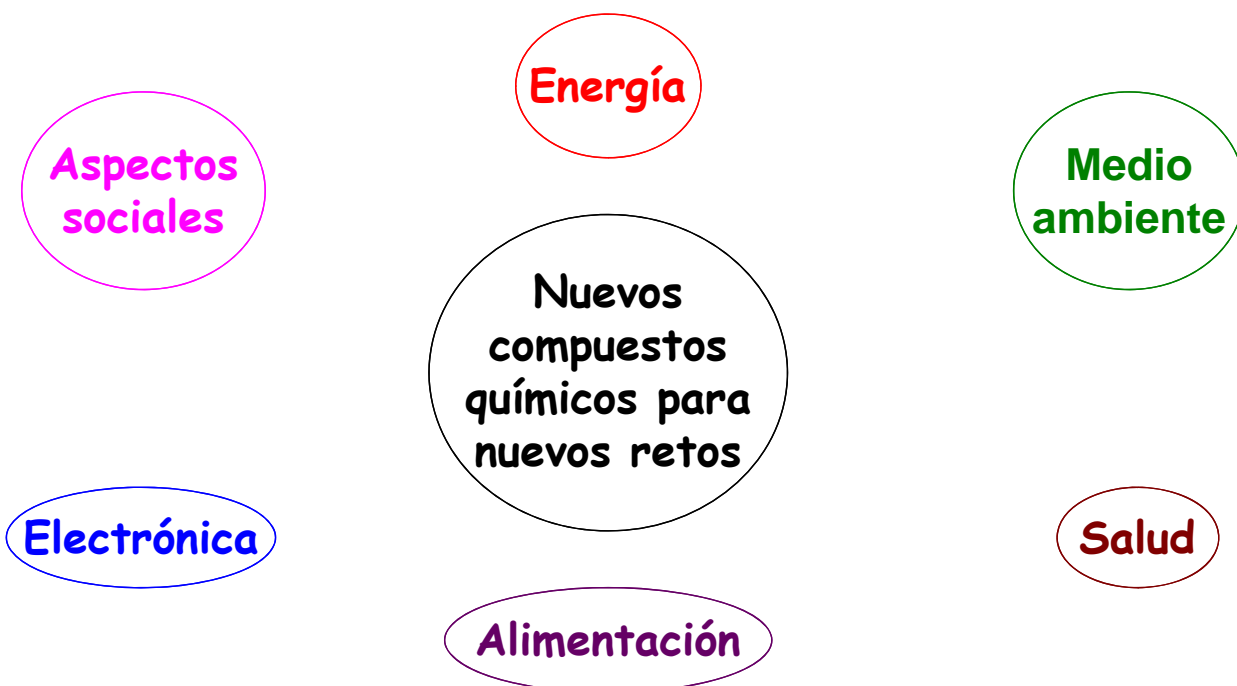 Energía
Aspectos
sociales
Medio
ambiente
Nuevos
compuestos
químicos para
nuevos retos
Electrónica
Salud
Alimentación